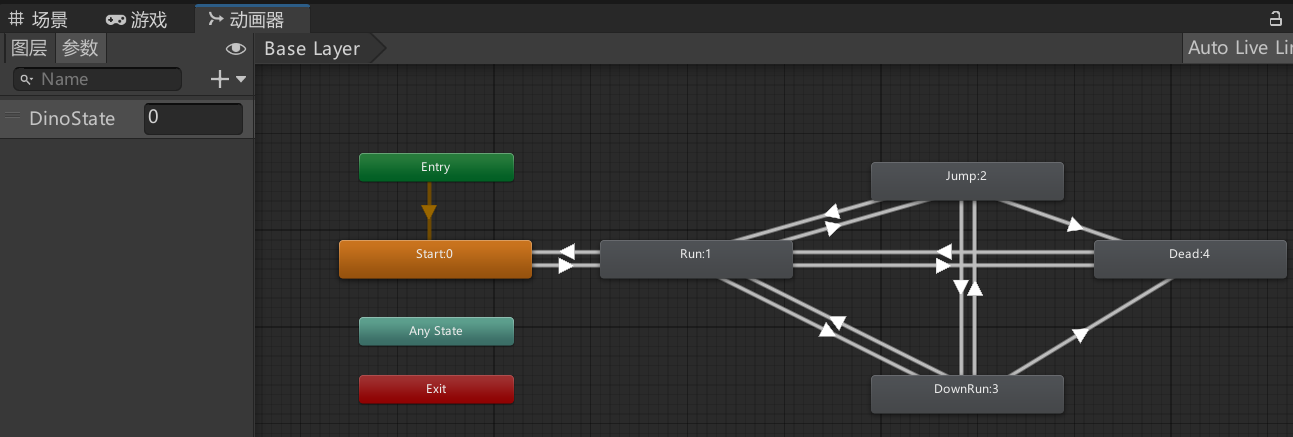 场景 游戏 动画器
图层 参数 Base Layer Auto Live Li
Name
DinoState 0
Entry
Jump:2
Start:0 Run:1 Dead:4
Any State
Exit DownRun:3